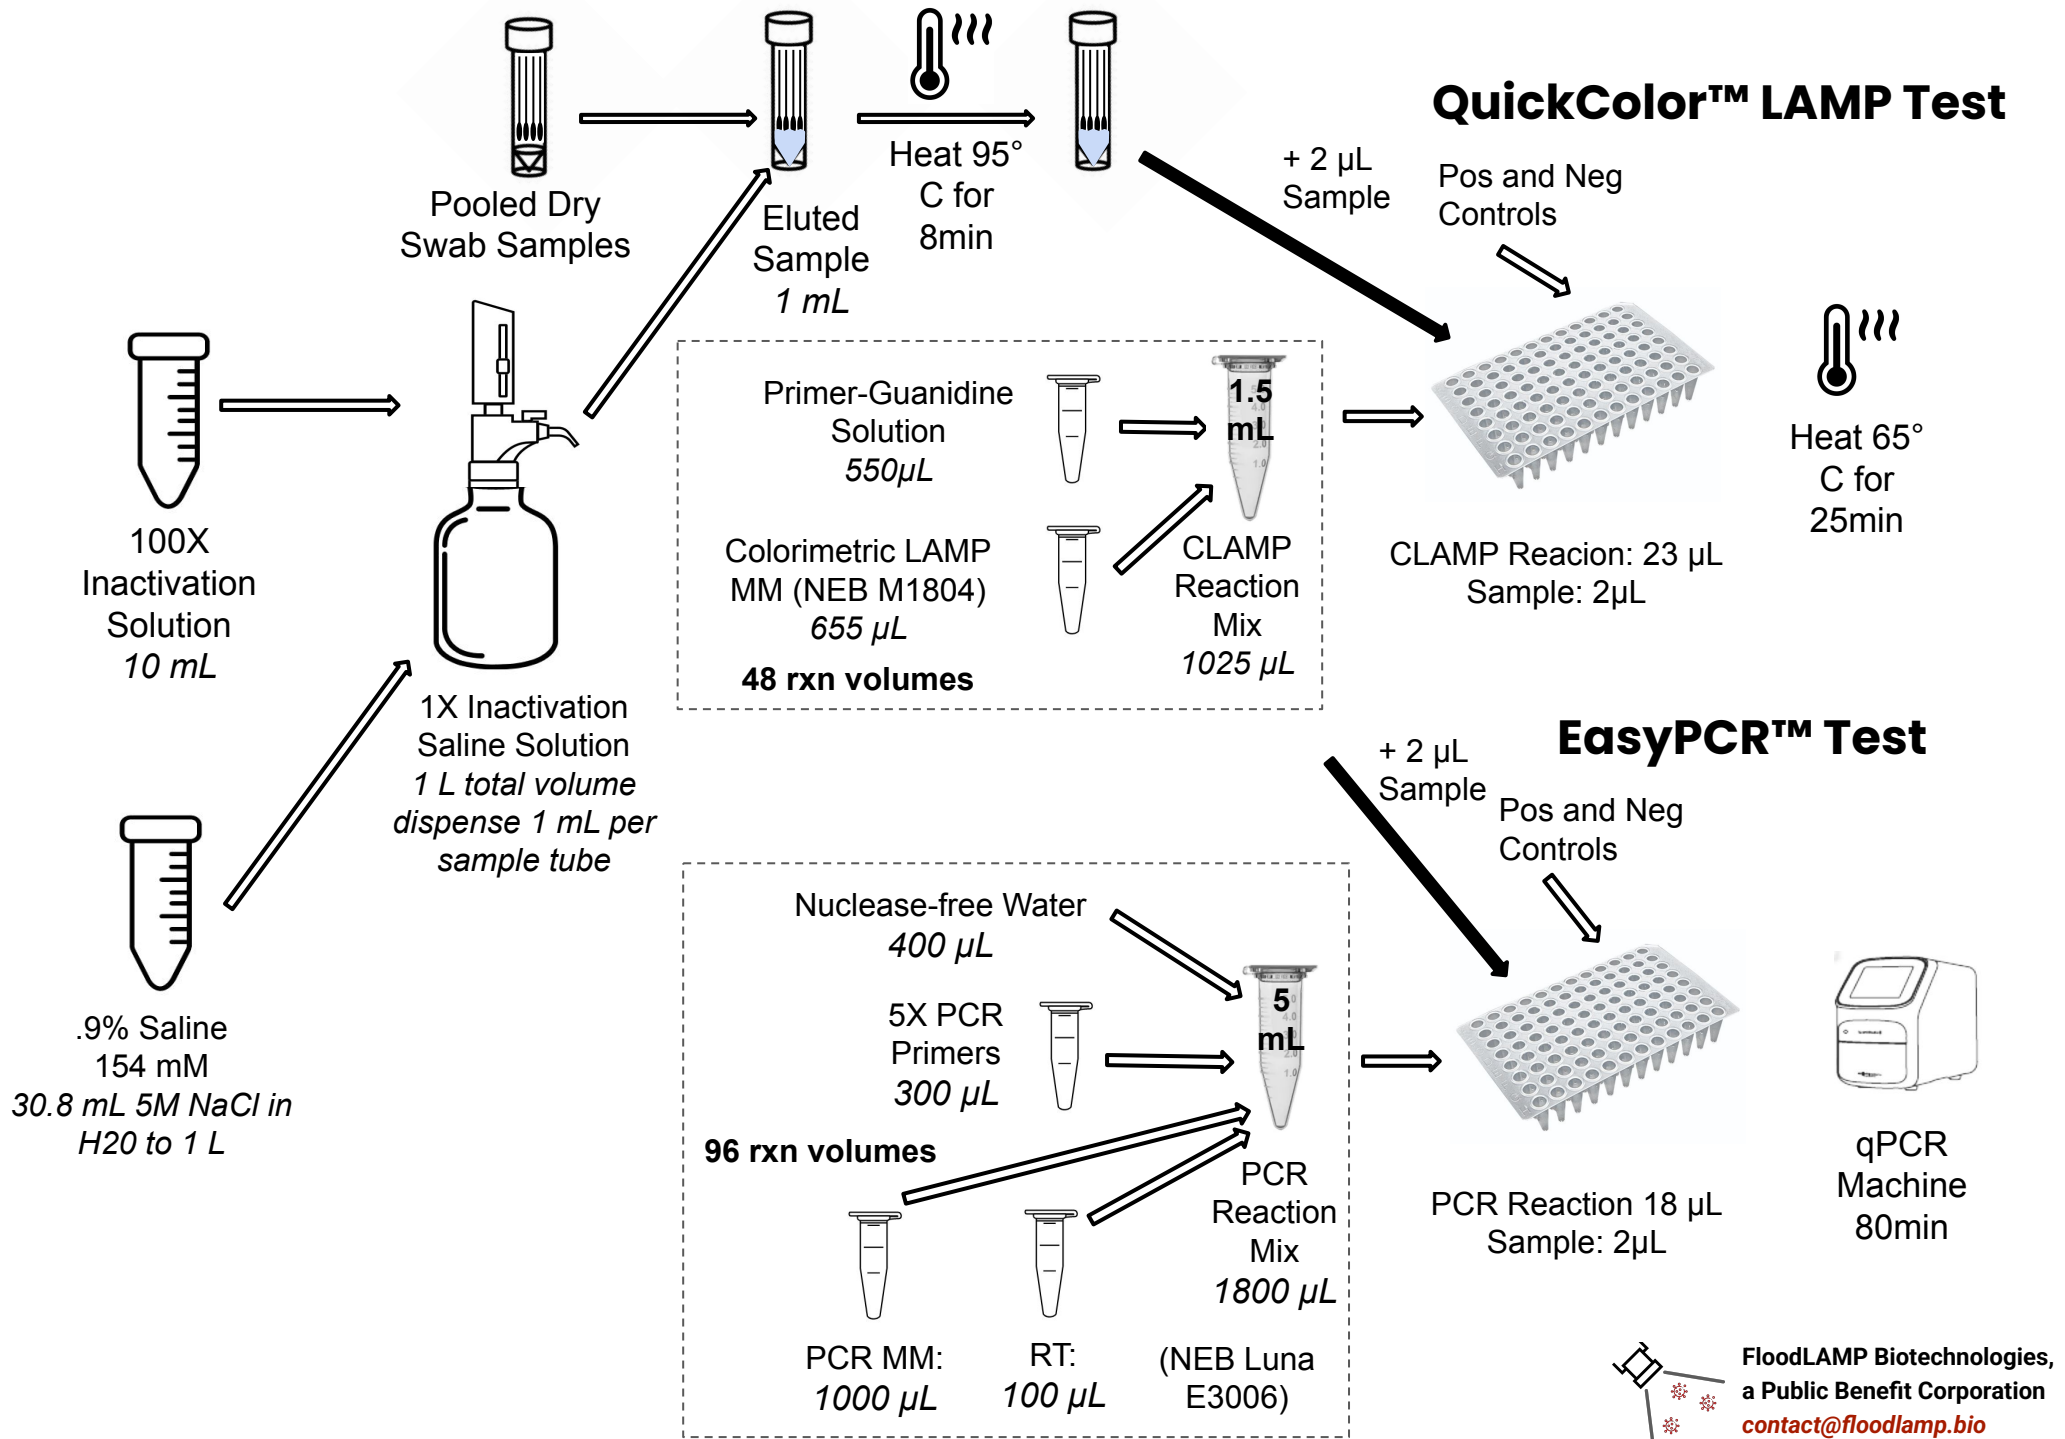 QuickColor™ LAMP Test
Pooled Dry
Swab Samples
Eluted
Sample
1 mL
Heat 95°
C for
8min
+ 2 µL
Sample
Pos and Neg
Controls
100X
Inactivation
Solution
10 mL
1X Inactivation
Saline Solution
1 L total volume
dispense 1 mL per
sample tube
.9% Saline
154 mM
30.8 mL 5M NaCl in
H20 to 1 L
Primer-Guanidine
Solution
550µL
Colorimetric LAMP
MM (NEB M1804)
655 µL
48 rxn volumes
1.5
mL
CLAMP
Reaction
Mix
1025 µL
CLAMP Reacion: 23 µL
Sample: 2µL
Heat 65°
C for
25min
EasyPCR™ Test
+ 2 µL
Sample
Pos and Neg
Controls
Nuclease-free Water
400 µL
5X PCR
Primers
300 µL
96 rxn volumes
5
mL
PCR
Reaction
Mix
1800 µL
PCR MM:
1000 µL
RT:
100 µL
(NEB Luna
E3006)
PCR Reaction 18 µL
Sample: 2µL
qPCR
Machine
80min
FloodLAMP Biotechnologies,
a Public Benefit Corporation
contact@floodlamp.bio